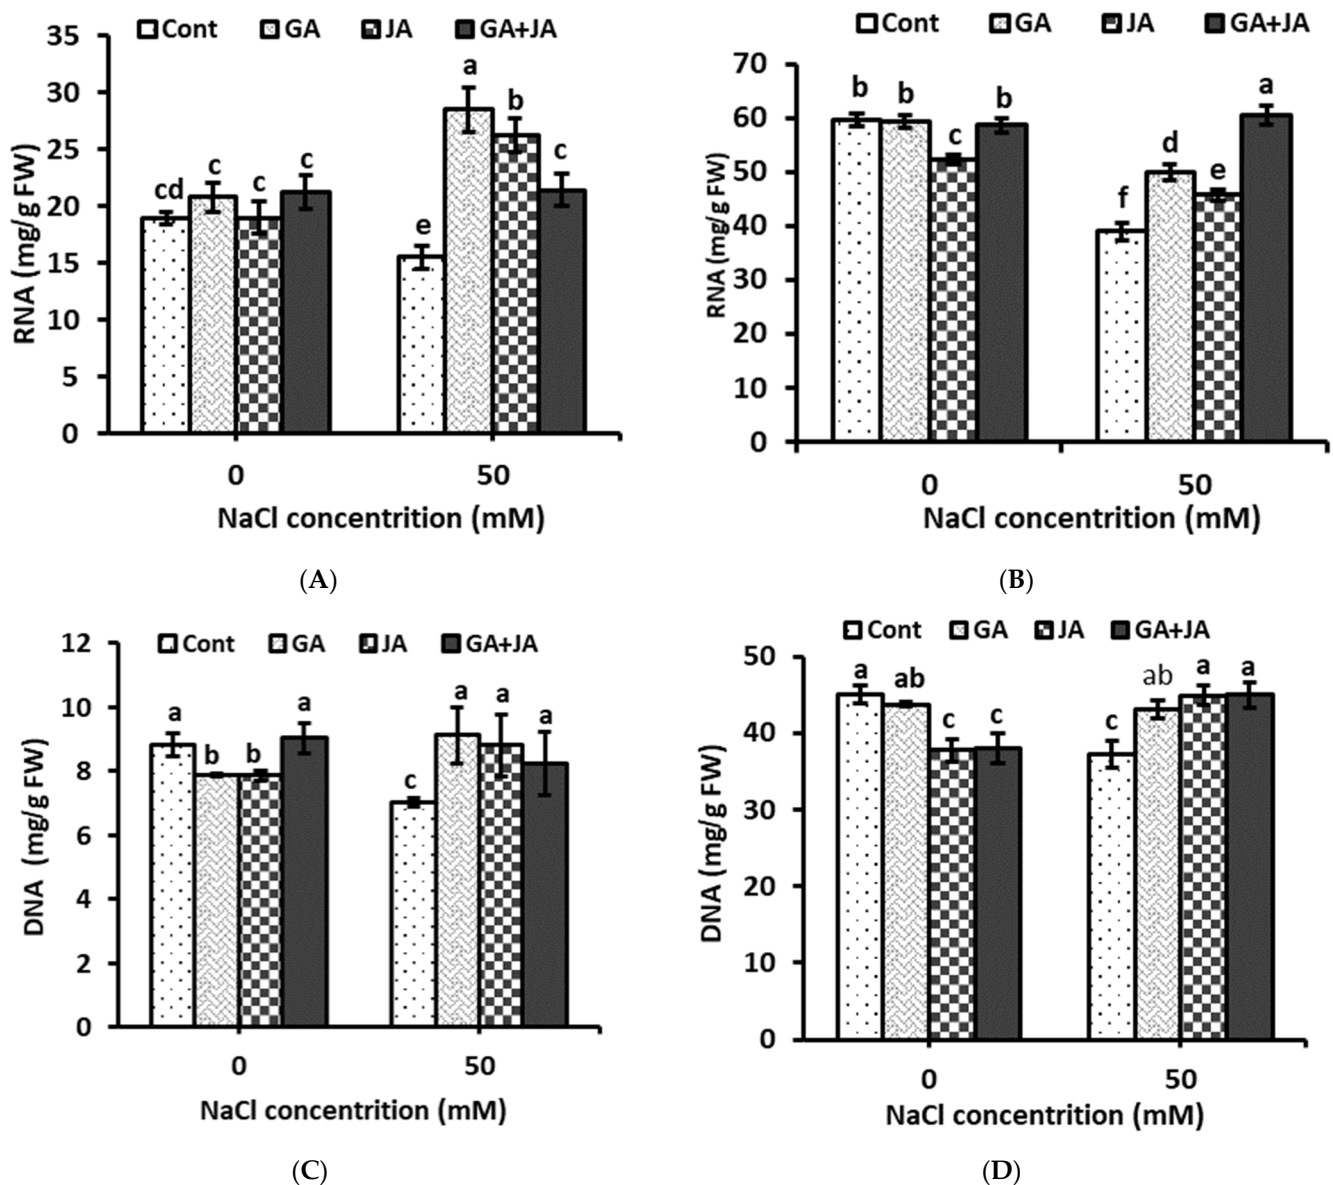 Cont GA JA GA+JA
35
30
25
20
15
10
5
0
RNA (mg/g FW)
cd c c c e a b c
0 50
NaCl concentrition (mM)
(A)
Cont GA JA GA+JA
70
60
50
40
30
20
10
0
RNA (mg/g FW)
b b c b f d e a
0 50
NaCl concentrition (mM)
(B)
Cont GA JA GA+JA
12
10
8
6
4
2
0
DNA (mg/g FW)
a b b a c a a a
0 50
NaCl concentrition (mM)
(C)
Cont GA JA GA+JA
50
40
30
20
10
0
DNA (mg/g FW)
a ab c c c ab a a
0 50
NaCl concentrition (mM)
(D)